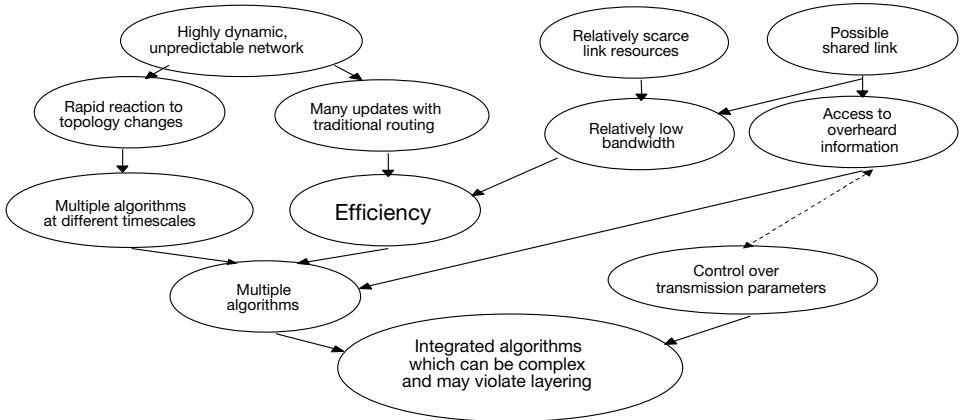 Highly dynamic,
unpredictable network
Relatively scarce
link resources
Possible
shared link
Rapid reaction to
topology changes
Many updates with
traditional routing
Relatively low
bandwidth
Access to
overheard
information
Multiple algorithms
at different timescales
Efficiency
Multiple
algorithms
Control over
transmission parameters
Integrated algorithms
which can be complex
and may violate layering